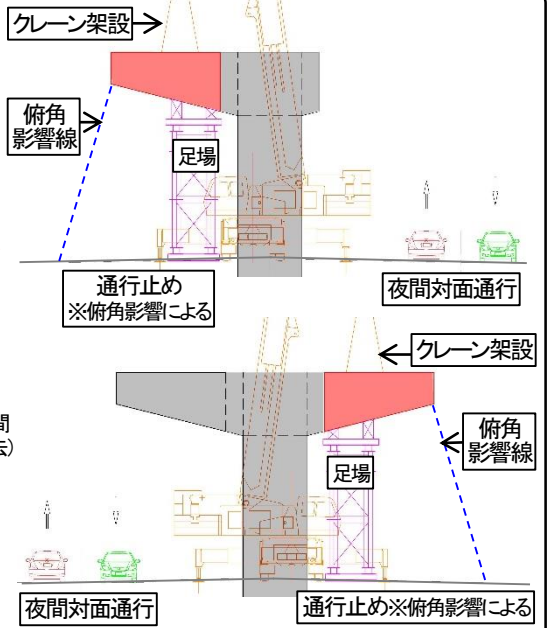 クレーン架設
俯角
影響線
足場
通行止め
※俯角影響による
夜間対面通行
クレーン架設
間
去)
俯角
影響線
足場
夜間対面通行
通行止め※俯角影響による